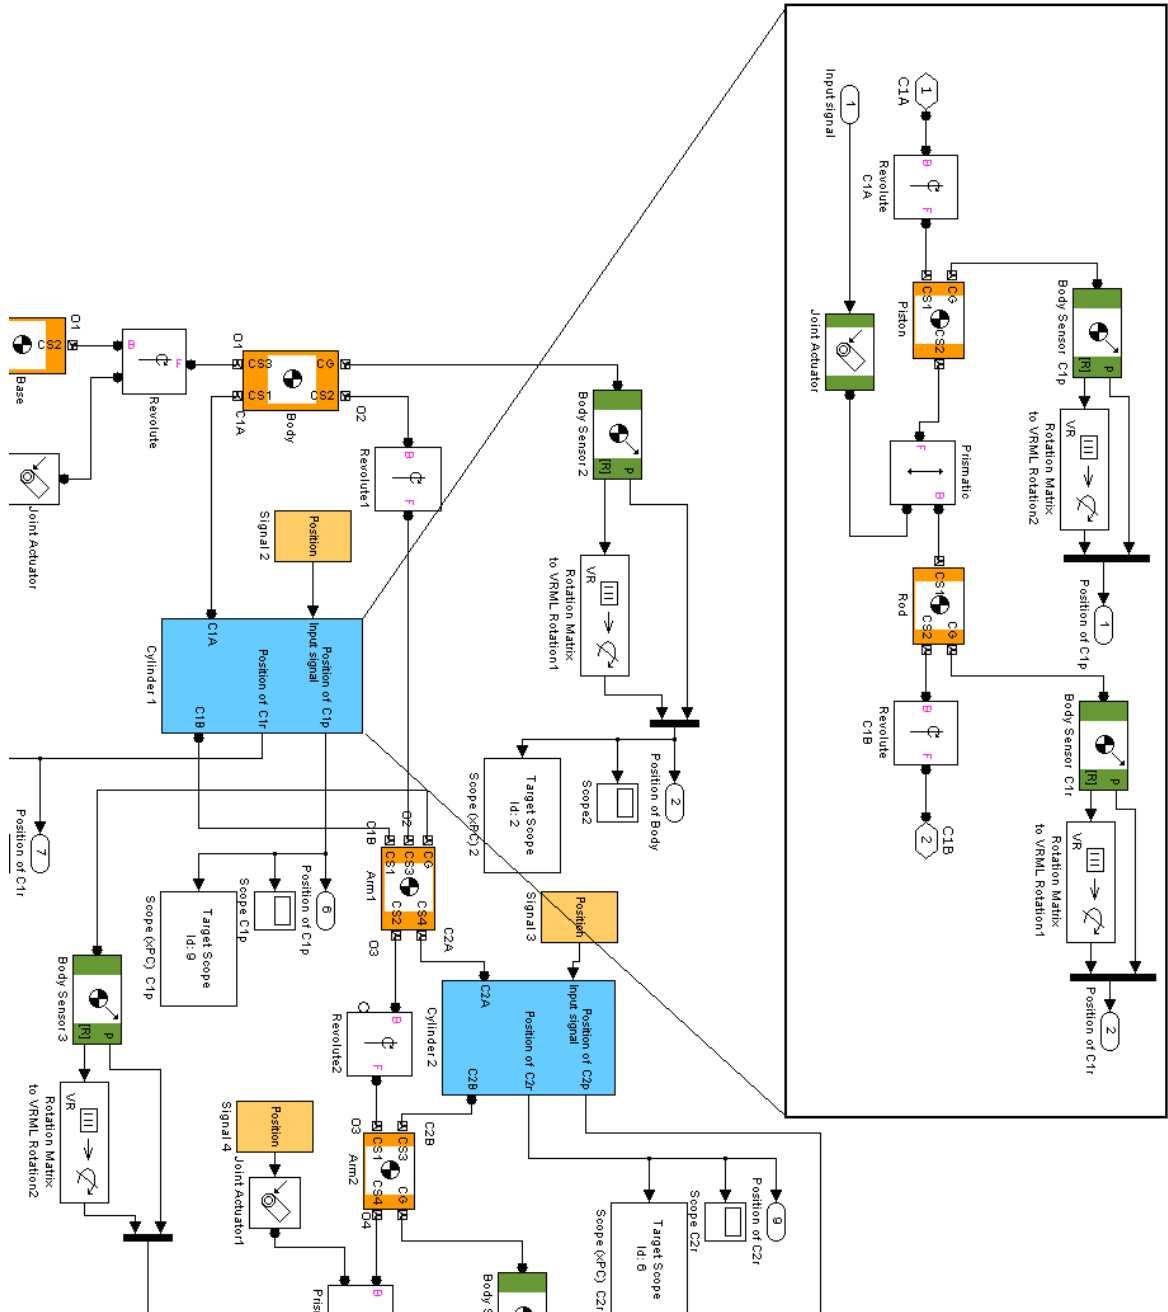 1
C1A
B
F
Revolute
C1A
1
Input signal
CG
CS1
CS2
Piston
Joint Actuator
p
[R]
Body Sensor C1p
VR
Rotation Matrix
to VRML Rotation2
1
Position of C1p
F
B
Prismatic
CS1
CG
CS2
Rod
p
[R]
Body Sensor C1r
VR
Rotation Matrix
to VRML Rotation1
2
Position of C1r
B
F
Revolute
C1B
2
C1B
O1
CS2
Base
B
F
Revolute
Joint Actuator
O1
CS3
CG
CS1
CS2
C1A
O2
Body
p
[R]
Body Sensor 2
VR
Rotation Matrix
to VRML Rotation1
2
Position of Body
Scope2
Target Scope
Id: 2
Scope (xPC) 2
B
F
Revolute1
Position
Signal 2
Input signal
Position of C1p
C1A
Position of C1r
C1B
Cylinder 1
7
Position of C1r
6
Position of C1p
Scope C1p
Target Scope
Id: 9
Scope (xPC) C1p
C1B
O2
CG
CS3
CS1
CS4
CS2
Arm1
C2A
O3
Position
Signal 3
Input signal
Position of C2p
C2A
Position of C2r
C2B
Cylinder 2
p
[R]
Body Sensor 3
VR
Rotation Matrix
to VRML Rotation2
B
F
Revolute2
Position
Signal 4
Joint Actuator1
O3
C2B
CS3
CS1
CG
CS4
Arm2
O4
9
Position of C2r
Scope C2r
Target Scope
Id: 6
Scope (xPC) C2r
B
Pris
Body S